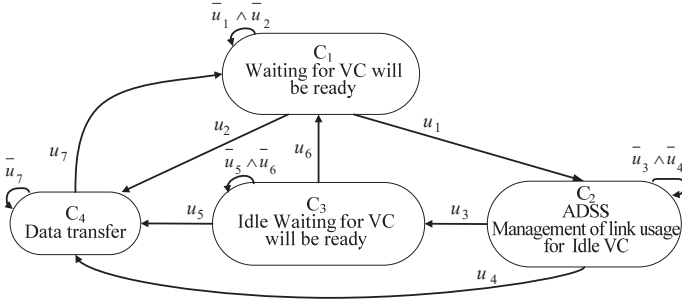 ū₁ ∧ ū₂
C₁
Waiting for VC will
be ready
u₂
u₁
u₇
u₆
ū₅ ∧ ū₆
ū₃ ∧ ū₄
ū₇
C₄
Data transfer
u₅
C₃
Idle Waiting for VC
will be ready
u₃
C₂
ADSS
Management of link usage
for Idle VC
u₄